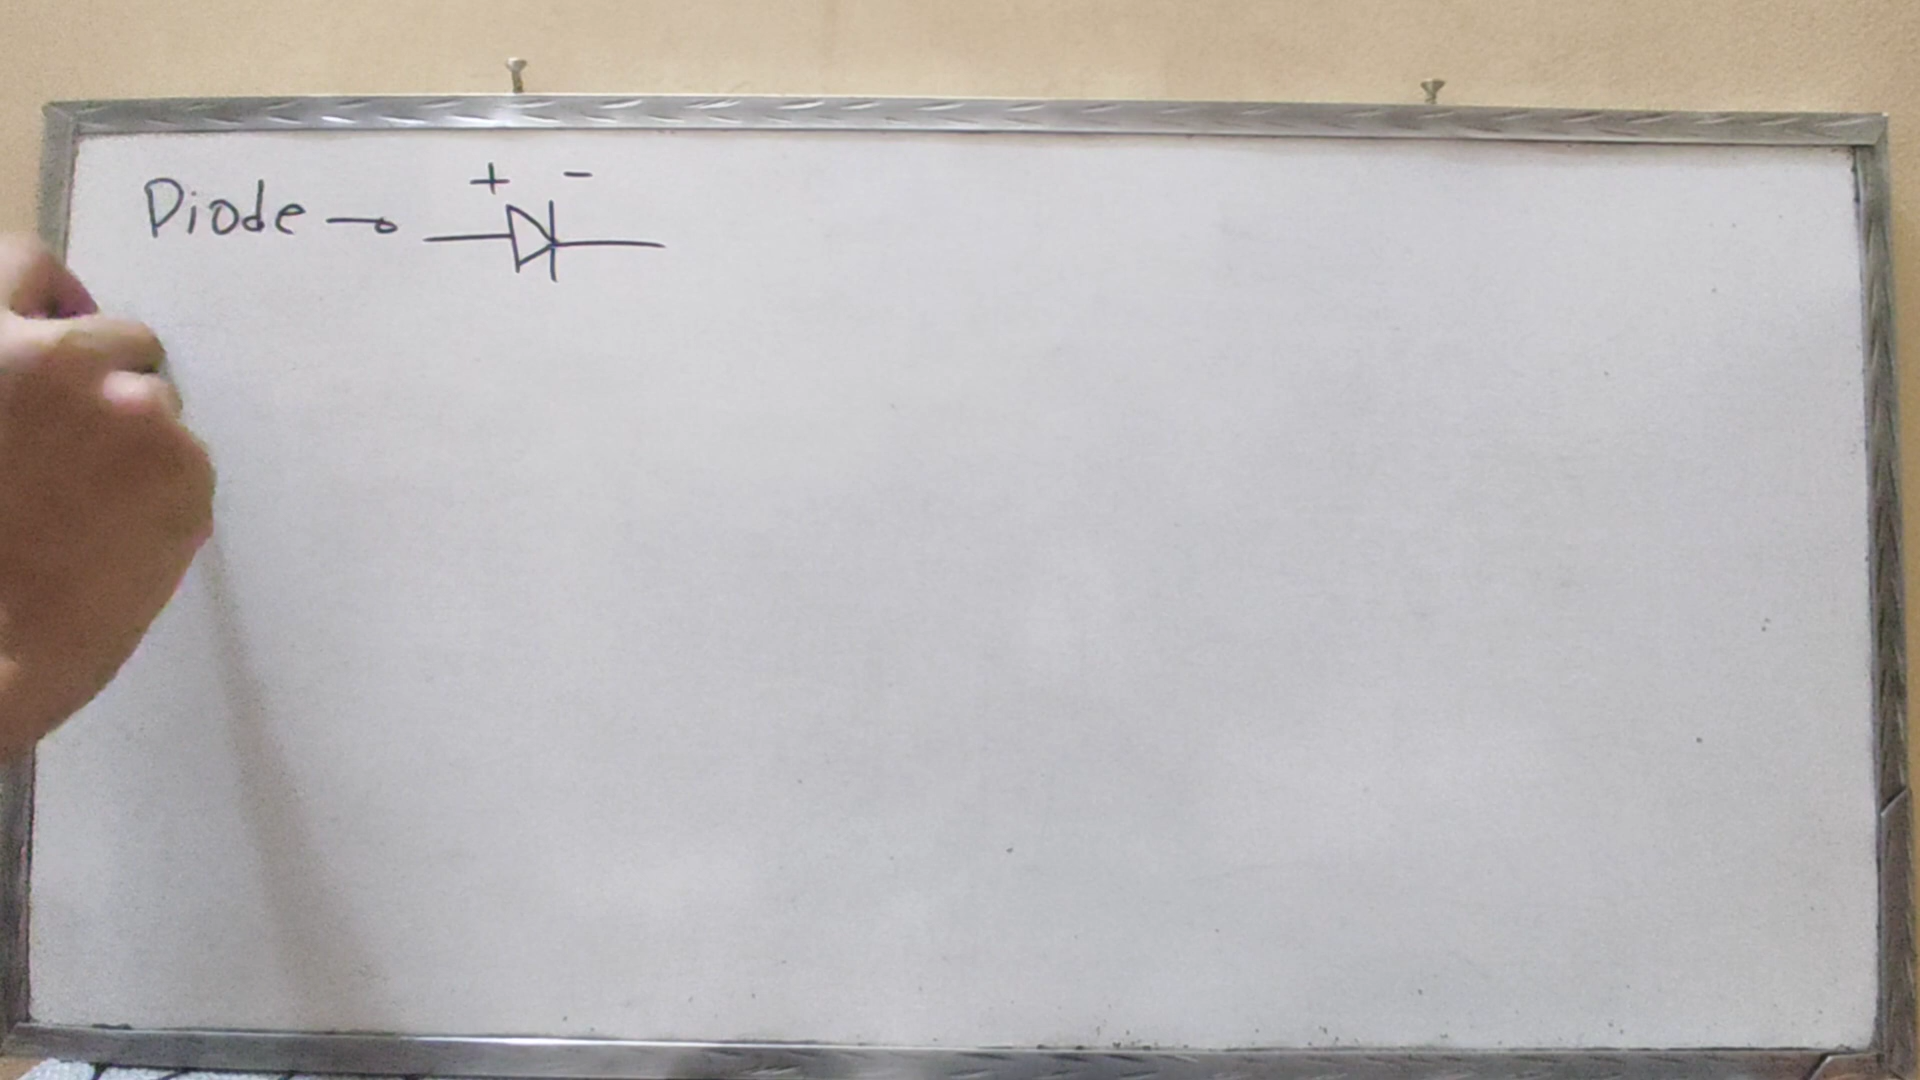 + -
Diode →